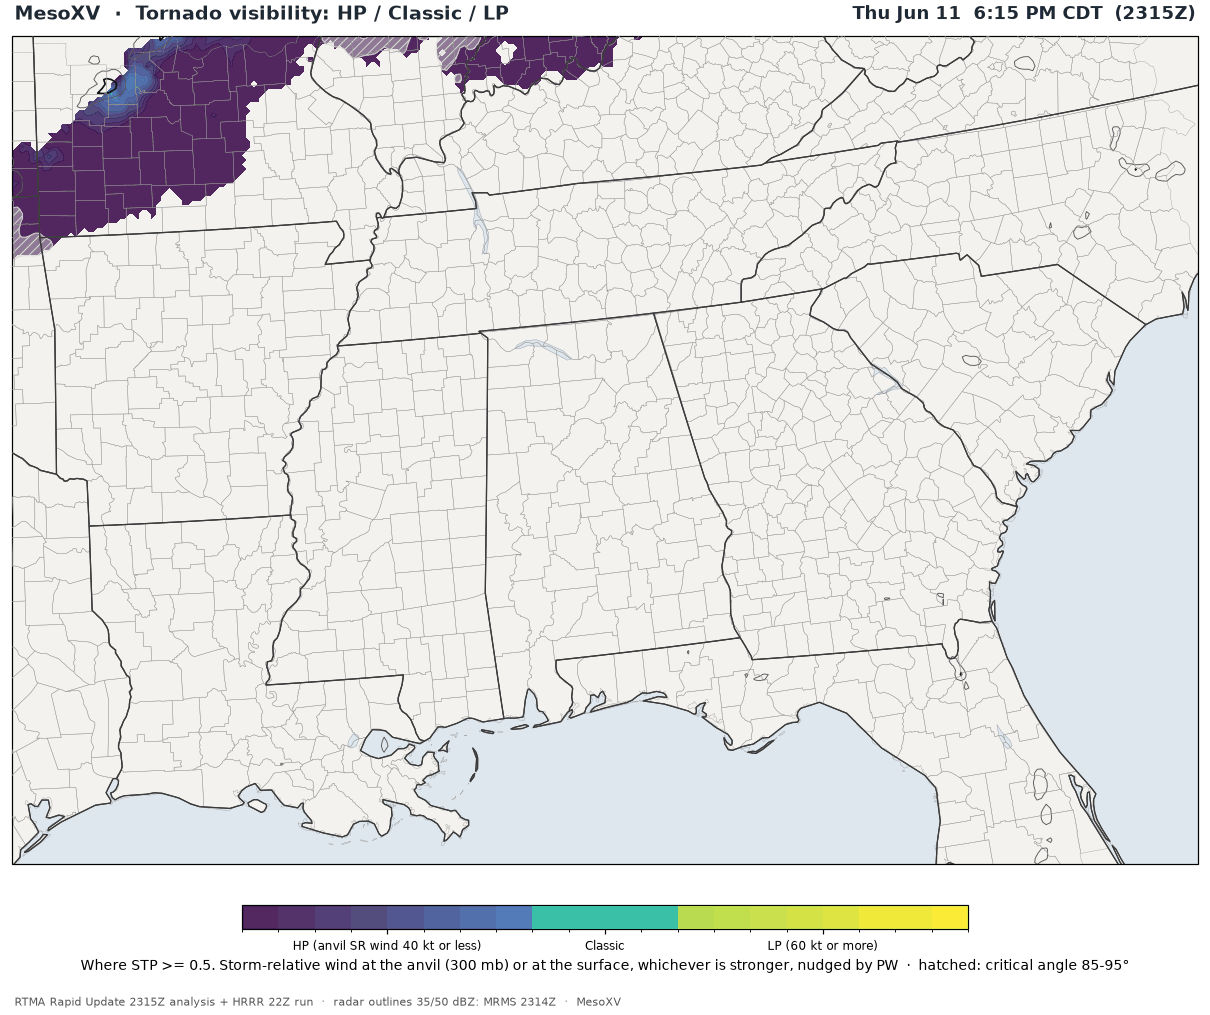 MesoXV · Tornado visibility: HP / Classic / LP
Thu Jun 11 6:15 PM CDT (2315Z)
HP (anvil SR wind 40 kt or less)
Classic
LP (60 kt or more)
Where STP >= 0.5. Storm-relative wind at the anvil (300 mb) or at the surface, whichever is stronger, nudged by PW · hatched: critical angle 85-95°
RTMA Rapid Update 2315Z analysis + HRRR 22Z run · radar outlines 35/50 dBZ: MRMS 2314Z · MesoXV